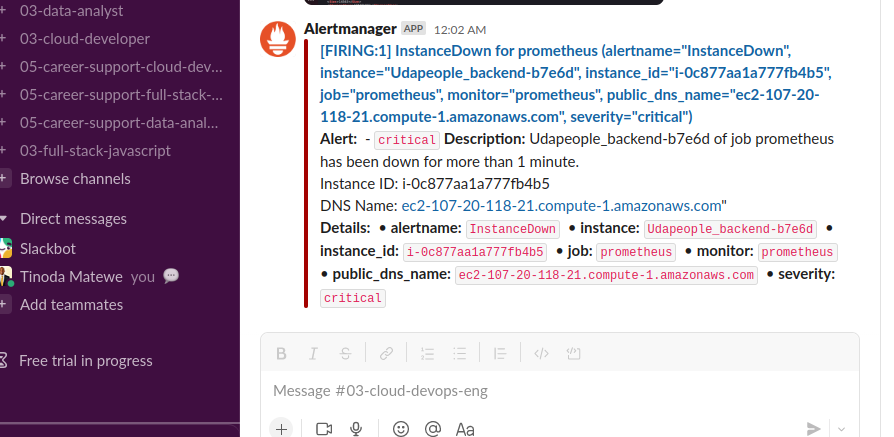 03-data-analyst
03-cloud-developer
05-career-support-cloud-dev...
05-career-support-full-stack-...
05-career-support-data-anal...
03-full-stack-javascript
Browse channels
Direct messages
Slackbot
Tinoda Matewe you
Add teammates
Free trial in progress
Alertmanager APP 12:02 AM
[FIRING:1] InstanceDown for prometheus (alertname="InstanceDown",
instance="Udapeople_backend-b7e6d", instance_id="i-0c877aa1a777fb4b5",
job="prometheus", monitor="prometheus", public_dns_name="ec2-107-20-
118-21.compute-1.amazonaws.com", severity="critical")
Alert: - critical Description: Udapeople_backend-b7e6d of job prometheus
has been down for more than 1 minute.
Instance ID: i-0c877aa1a777fb4b5
DNS Name: ec2-107-20-118-21.compute-1.amazonaws.com"
Details: • alertname: InstanceDown • instance: Udapeople_backend-b7e6d •
instance_id: i-0c877aa1a777fb4b5 • job: prometheus • monitor: prometheus
• public_dns_name: ec2-107-20-118-21.compute-1.amazonaws.com • severity:
critical
B I S
Message #03-cloud-devops-eng
Aa